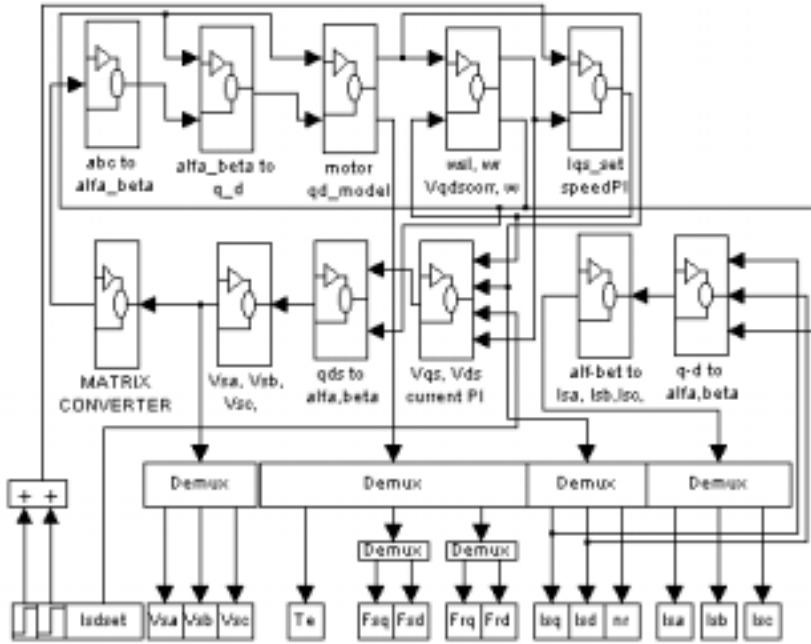 abc to
alfa_beta
alfa_beta to
q_d
motor
qd_model
wsl, wr
Vqdscorr, w
Iqs_set
speedPI
MATRIX
CONVERTER
Vsa, Vsb,
Vsc,
qds to
alfa,beta
Vqs, Vds
current PI
alf-bet to
Isa, Isb,Isc,
q-d to
alfa,beta
Demux
Demux
Demux
Demux
+ +
Demux
Demux
Isdset
Vsa
Vsb
Vsc
Te
Fsq
Fsd
Frq
Frd
Isq
Isd
nr
Isa
Isb
Isc